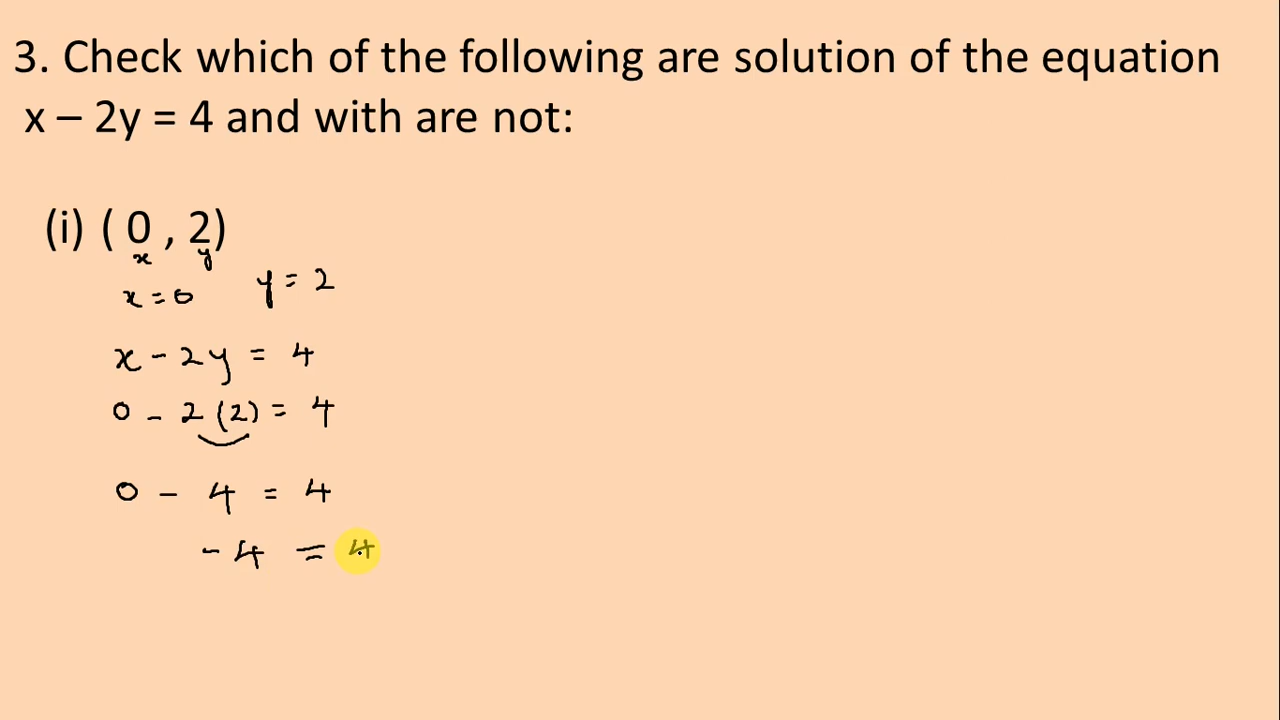 3. Check which of the following are solution of the equation
x – 2y = 4 and with are not:
(i) ( 0 , 2)
x y
x = 0 y = 2
x - 2y = 4
0 - 2 (2) = 4
0 - 4 = 4
- 4 = 4